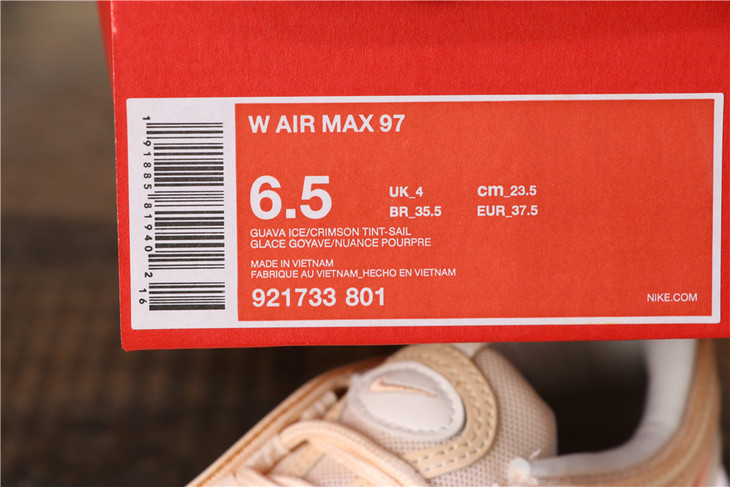 W AIR MAX 97
6.5
UK_4
cm_23.5
BR_35.5
EUR_37.5
GUAVA ICE/CRIMSON TINT-SAIL
GLACE GOYAVE/NUANCE POURPRE
MADE IN VIETNAM
FABRIQUE AU VIETNAM_HECHO EN VIETNAM
921733 801
NIKE.COM
1 91885 81940 2 16